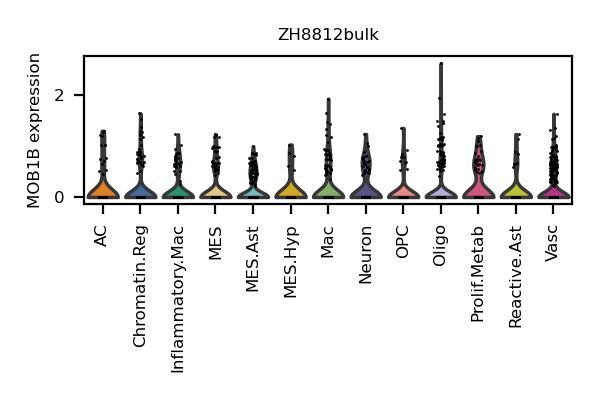 ZH8812bulk
MOB1B expression
2
0
AC
Chromatin.Reg
Inflammatory.Mac
MES
MES.Ast
MES.Hyp
Mac
Neuron
OPC
Oligo
Prolif.Metab
Reactive.Ast
Vasc